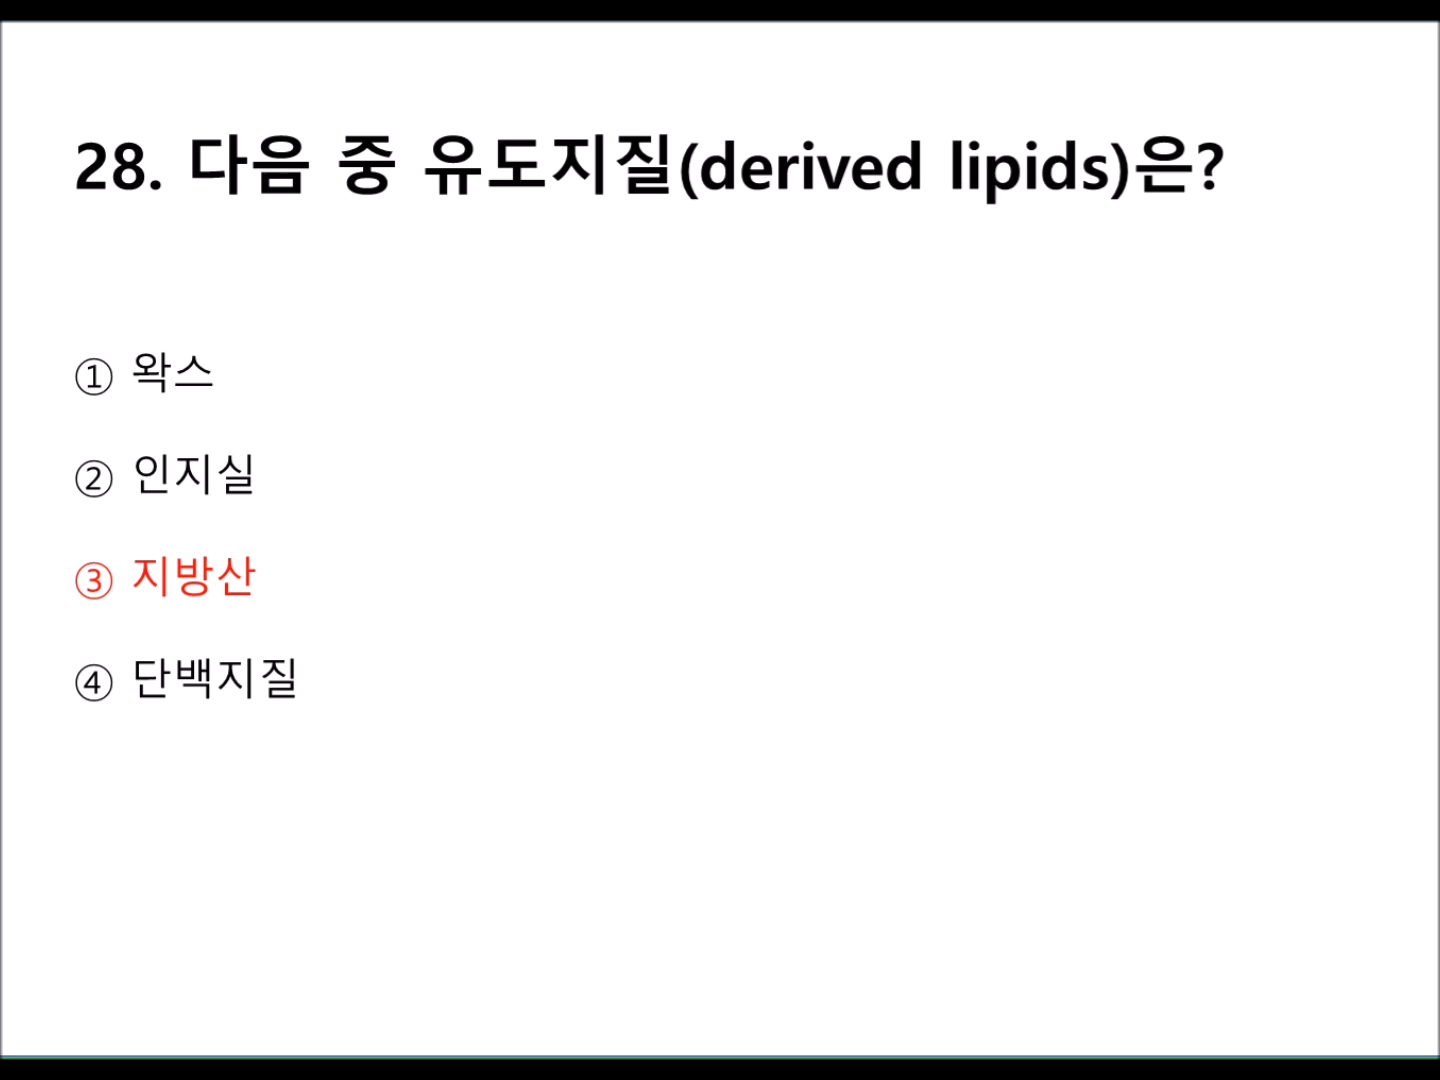 28. 다음 중 유도지질(derived lipids)은?
① 왁스
② 인지실
③ 지방산
④ 단백지질